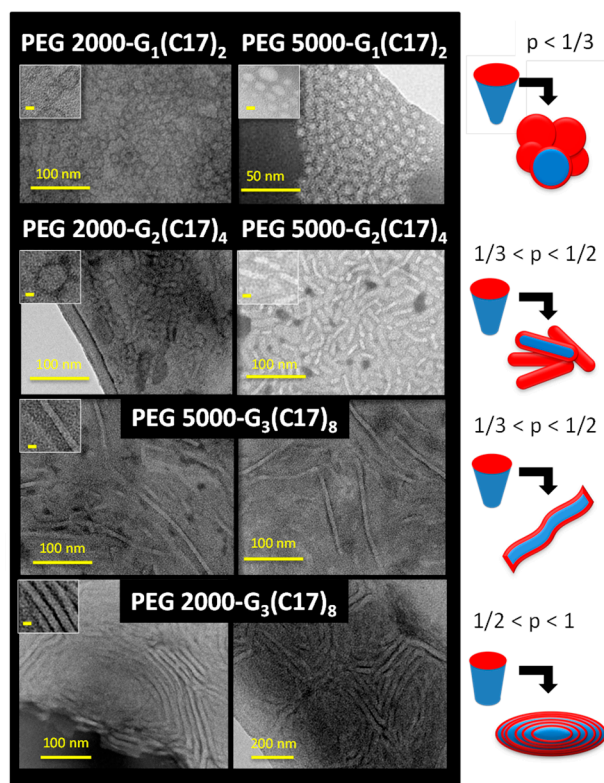 PEG 2000-G₁(C17)₂ PEG 5000-G₁(C17)₂
p < 1/3
100 nm
50 nm
PEG 2000-G₂(C17)₄ PEG 5000-G₂(C17)₄
1/3 < p < 1/2
100 nm
100 nm
PEG 5000-G₃(C17)₈
1/3 < p < 1/2
100 nm
100 nm
PEG 2000-G₃(C17)₈
1/2 < p < 1
100 nm
200 nm